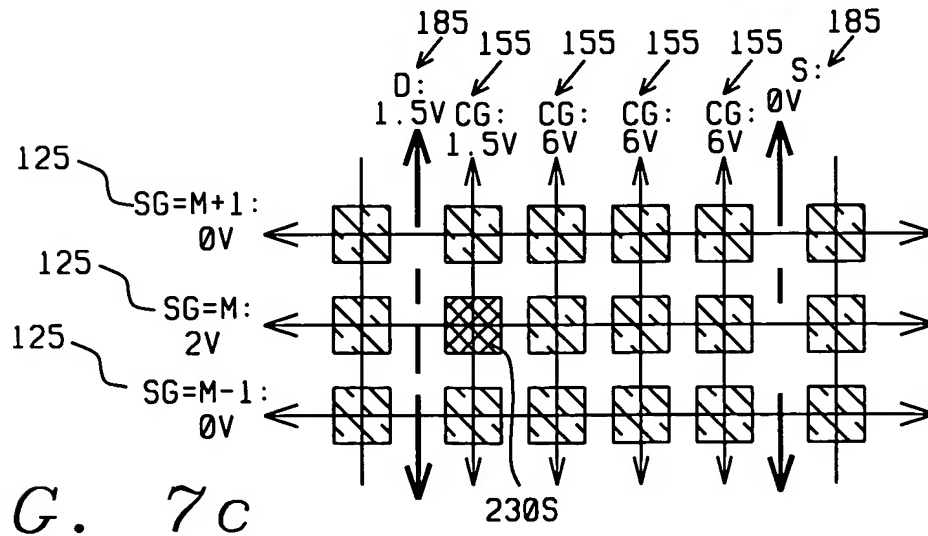 185 155 155 155 155 185
D: S:
1.5V CG: CG: CG: CG: 0V
1.5V 6V 6V 6V
125
SG=M+1:
0V
125
SG=M:
2V
125
SG=M-1:
0V
230S
G. 7c